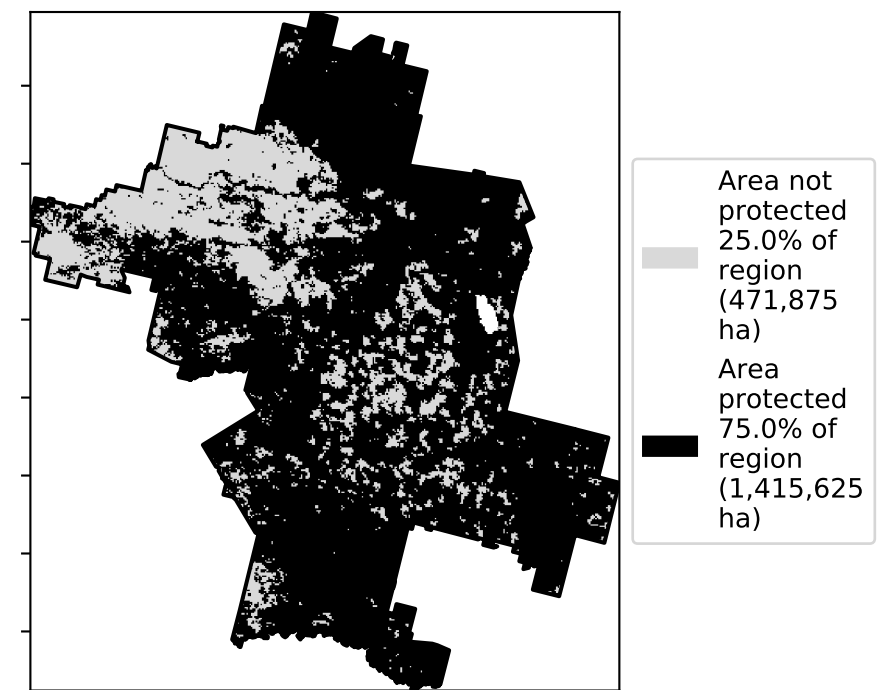 Area not
protected
25.0% of
region
(471,875
ha)
Area
protected
75.0% of
region
(1,415,625
ha)